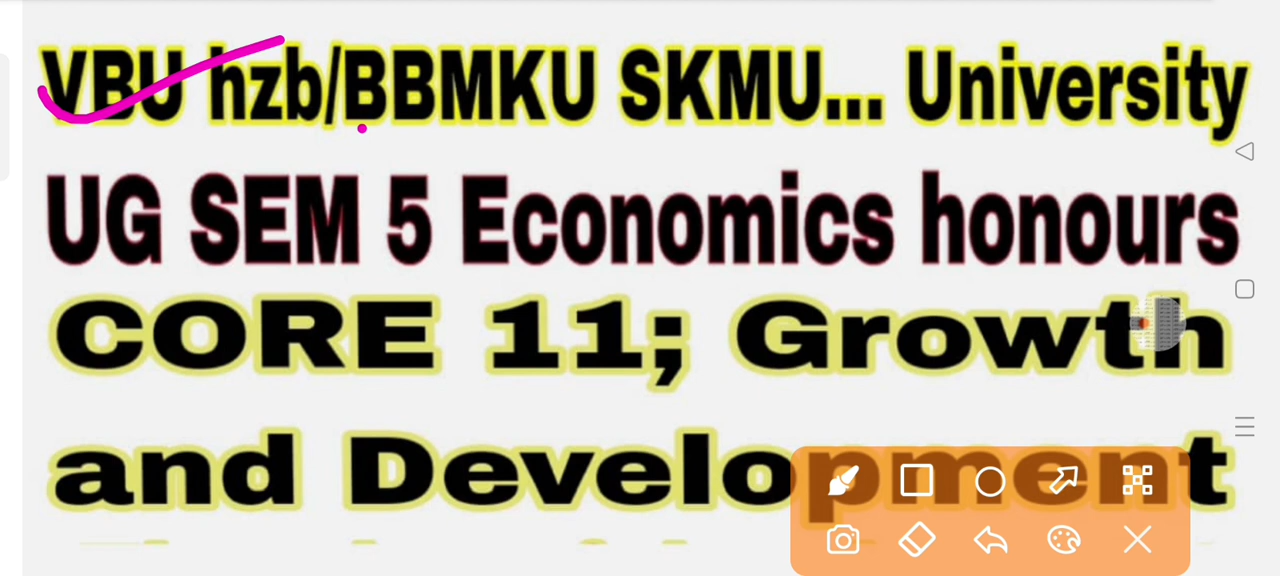 VBU hzb/BBMKU SKMU... University
UG SEM 5 Economics honours
CORE 11; Growth
and Development